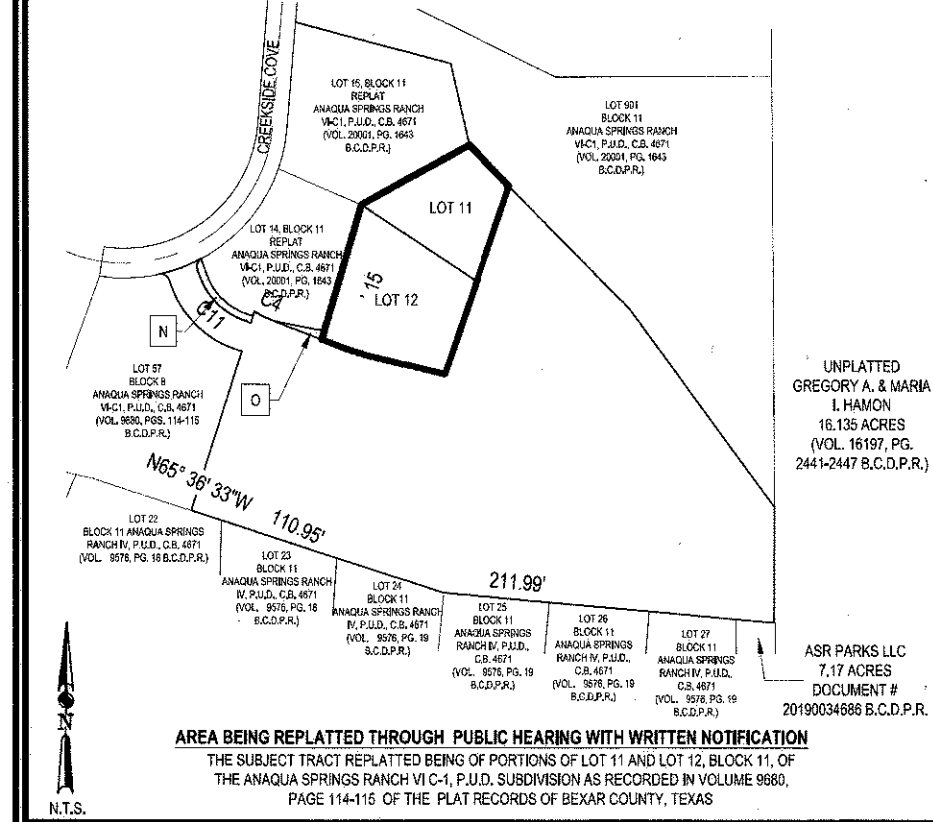 CREEKSIDE COVE
LOT 15, BLOCK 11
REPLAT
ANAQUA SPRINGS RANCH
VI-C1, P.U.D., C.B. 4671
(VOL. 20001, PG. 1643
B.C.D.P.R.)
LOT 901
BLOCK 11
ANAQUA SPRINGS RANCH
VI-C1, P.U.D., C.B. 4671
(VOL. 20001, PG. 1643
B.C.D.P.R.)
LOT 11
LOT 14, BLOCK 11
REPLAT
ANAQUA SPRINGS RANCH
VI-C1, P.U.D., C.B. 4671
(VOL. 20001, PG. 1643
B.C.D.P.R.)
15
LOT 12
C4
C11
N
O
LOT 57
BLOCK 8
ANAQUA SPRINGS RANCH
VI-C1, P.U.D., C.B. 4671
(VOL. 9680, PGS. 114-115
B.C.D.P.R.)
UNPLATTED
GREGORY A. & MARIA
I. HAMON
16.135 ACRES
(VOL. 16197, PG.
2441-2447 B.C.D.P.R.)
N65° 36' 33"W 110.95'
211.99'
LOT 22
BLOCK 11 ANAQUA SPRINGS
RANCH IV, P.U.D., C.B. 4671
(VOL. 9576, PG. 18 B.C.D.P.R.)
LOT 23
BLOCK 11
ANAQUA SPRINGS RANCH
IV, P.U.D., C.B. 4671
(VOL. 9576, PG. 18
B.C.D.P.R.)
LOT 24
BLOCK 11
ANAQUA SPRINGS RANCH
IV, P.U.D., C.B. 4671
(VOL. 9576, PG. 19
B.C.D.P.R.)
LOT 25
BLOCK 11
ANAQUA SPRINGS
RANCH IV, P.U.D.,
C.B. 4671
(VOL. 9576, PG. 19
B.C.D.P.R.)
LOT 26
BLOCK 11
ANAQUA SPRINGS
RANCH IV, P.U.D.,
C.B. 4671
(VOL. 9576, PG. 19
B.C.D.P.R.)
LOT 27
BLOCK 11
ANAQUA SPRINGS
RANCH IV, P.U.D.,
C.B. 4671
(VOL. 9576, PG. 19
B.C.D.P.R.)
ASR PARKS LLC
7.17 ACRES
DOCUMENT #
20190034686 B.C.D.P.R.
N
N.T.S.
AREA BEING REPLATTED THROUGH PUBLIC HEARING WITH WRITTEN NOTIFICATION
THE SUBJECT TRACT REPLATTED BEING OF PORTIONS OF LOT 11 AND LOT 12, BLOCK 11, OF
THE ANAQUA SPRINGS RANCH VI C-1, P.U.D. SUBDIVISION AS RECORDED IN VOLUME 9680,
PAGE 114-115 OF THE PLAT RECORDS OF BEXAR COUNTY, TEXAS